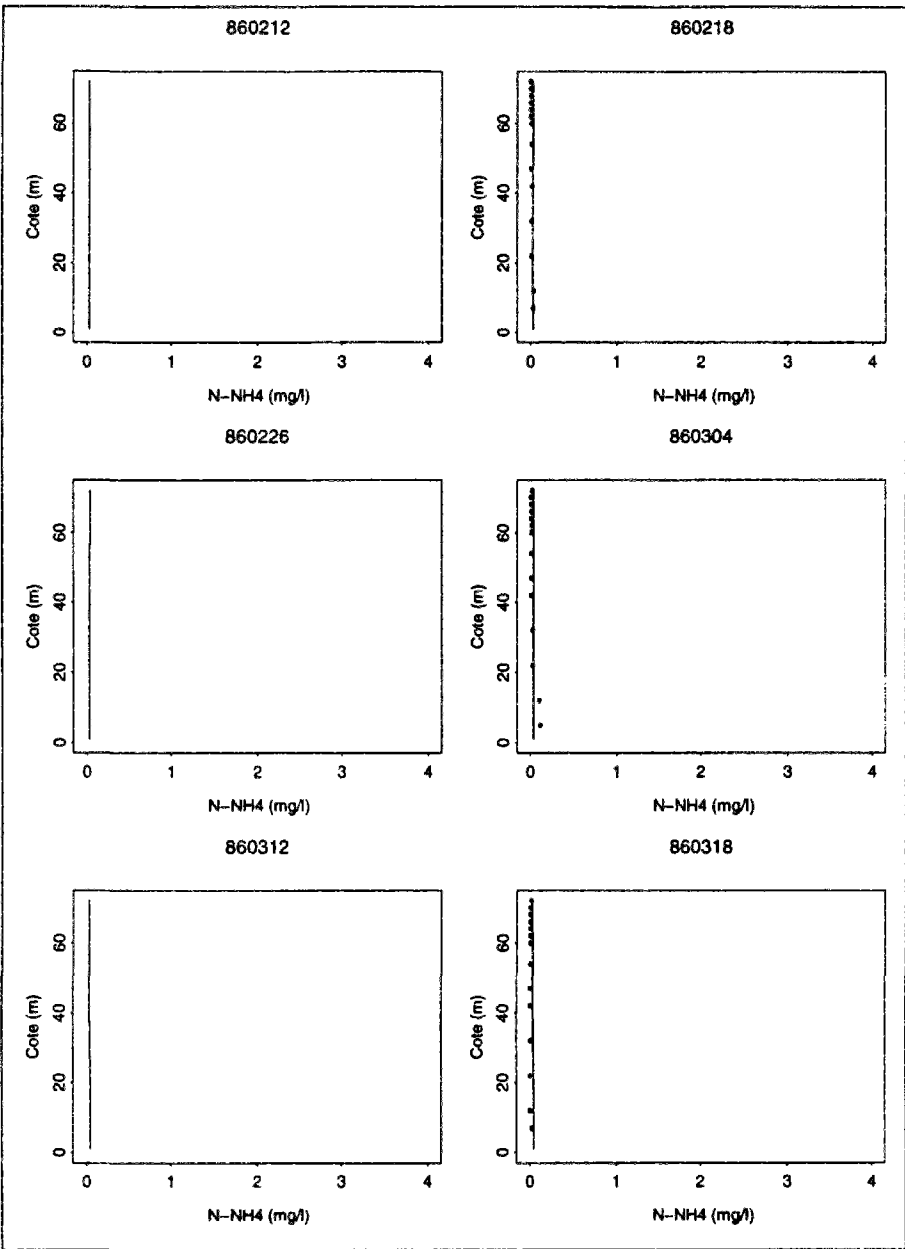 860212
860218
Cote (m)
0 20 40 60
0 1 2 3 4
N-NH4 (mg/l)
Cote (m)
0 20 40 60
0 1 2 3 4
N-NH4 (mg/l)
860226
860304
Cote (m)
0 20 40 60
0 1 2 3 4
N-NH4 (mg/l)
Cote (m)
0 20 40 60
0 1 2 3 4
N-NH4 (mg/l)
860312
860318
Cote (m)
0 20 40 60
0 1 2 3 4
N-NH4 (mg/l)
Cote (m)
0 20 40 60
0 1 2 3 4
N-NH4 (mg/l)